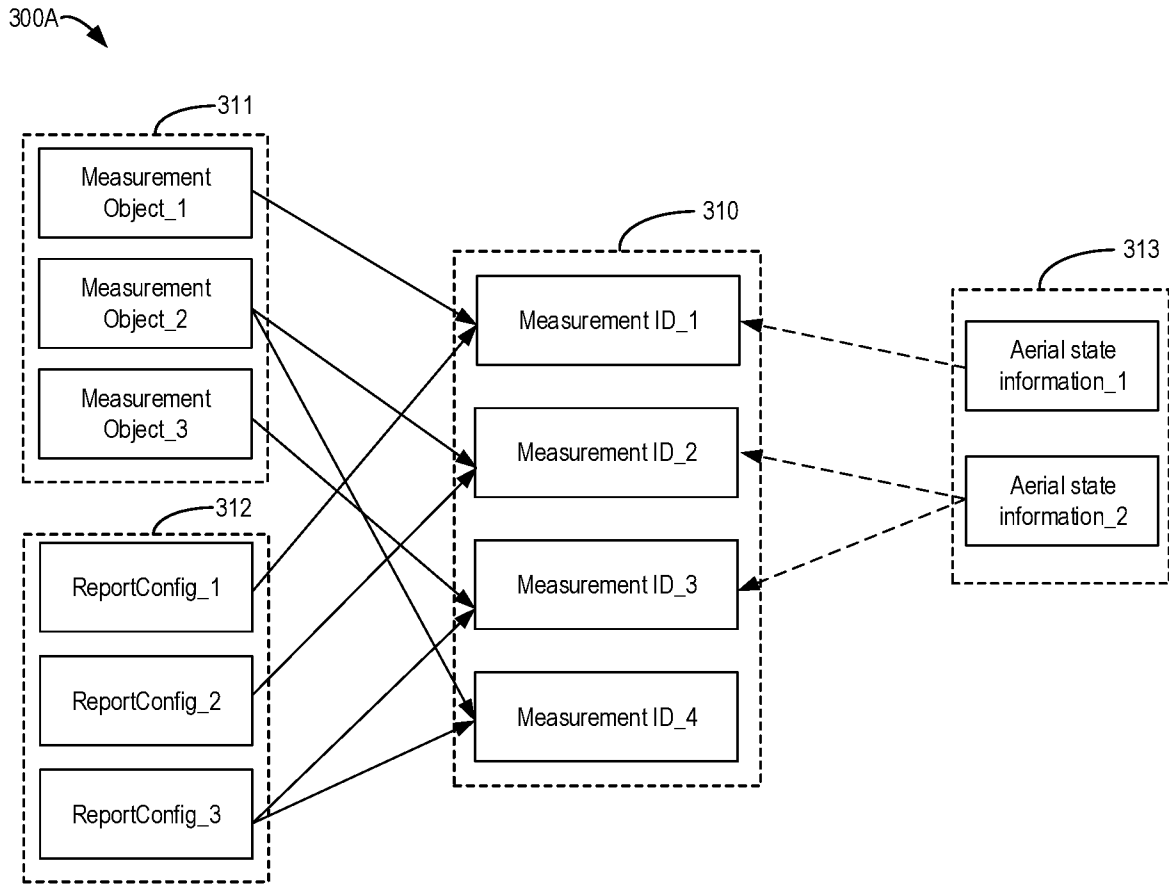 300A
311
Measurement
Object_1
Measurement
Object_2
Measurement
Object_3
312
ReportConfig_1
ReportConfig_2
ReportConfig_3
310
Measurement ID_1
Measurement ID_2
Measurement ID_3
Measurement ID_4
313
Aerial state
information_1
Aerial state
information_2